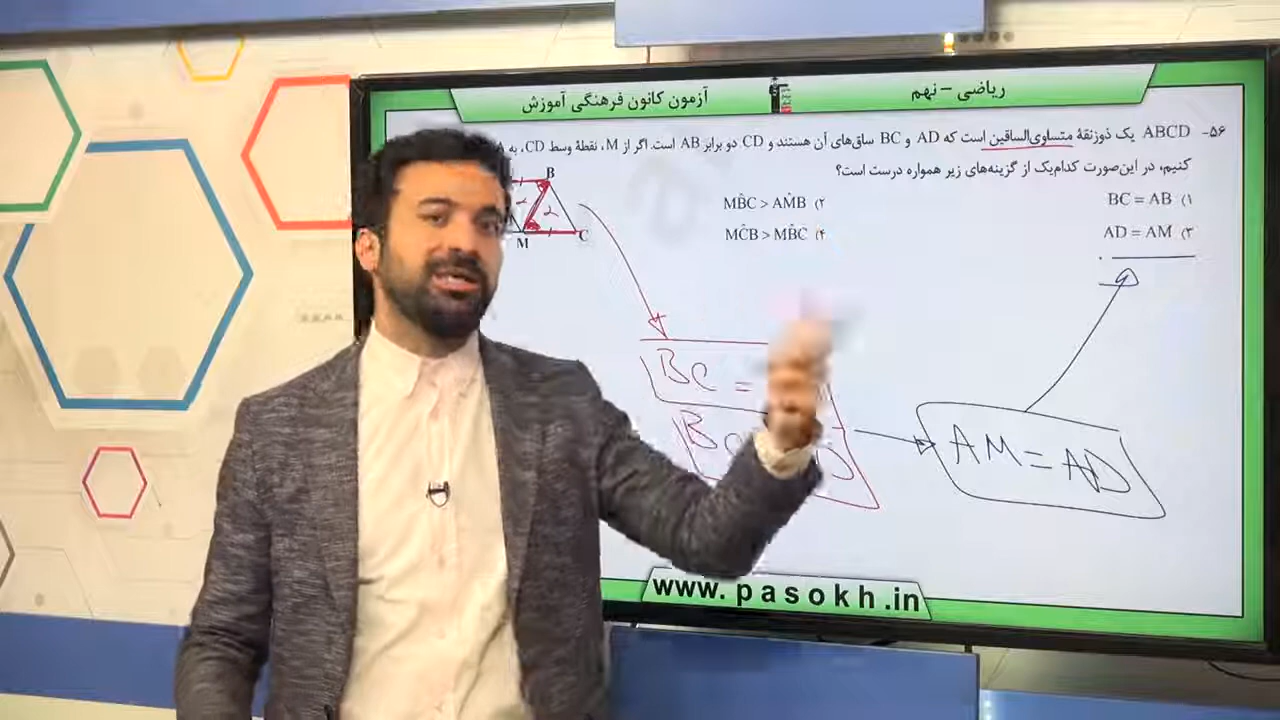 ریاضی - نهم
آزمون کانون فرهنگی آموزش
۵۶- ABCD یک ذوزنقهٔ متساوی‌الساقین است که AD و BC ساق‌های آن هستند و CD دو برابر AB است. اگر از M، نقطهٔ وسط CD، به
کنیم، در این‌صورت کدام‌یک از گزینه‌های زیر همواره درست است؟
۱) BC = AB
۲) MB̂C > AM̂B
۳) AD = AM
۴) MĈB > MB̂C
B
M C
BC =
AM = AD
www.pasokh.in